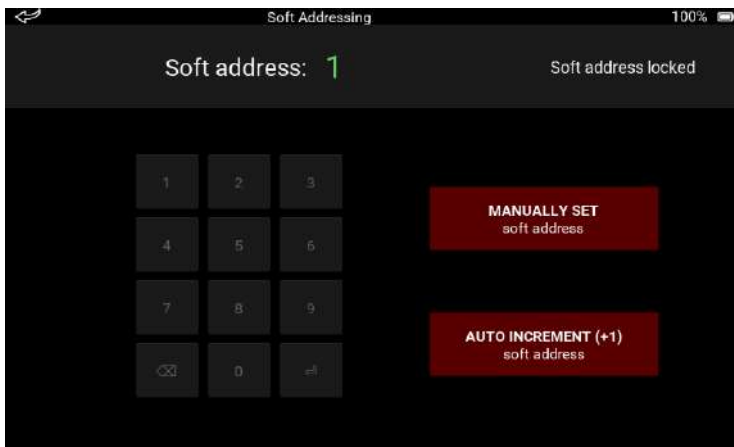 Soft Addressing
100%
Soft address: 1
Soft address locked
1 2 3
4 5 6
7 8 9
0
MANUALLY SET
soft address
AUTO INCREMENT (+1)
soft address